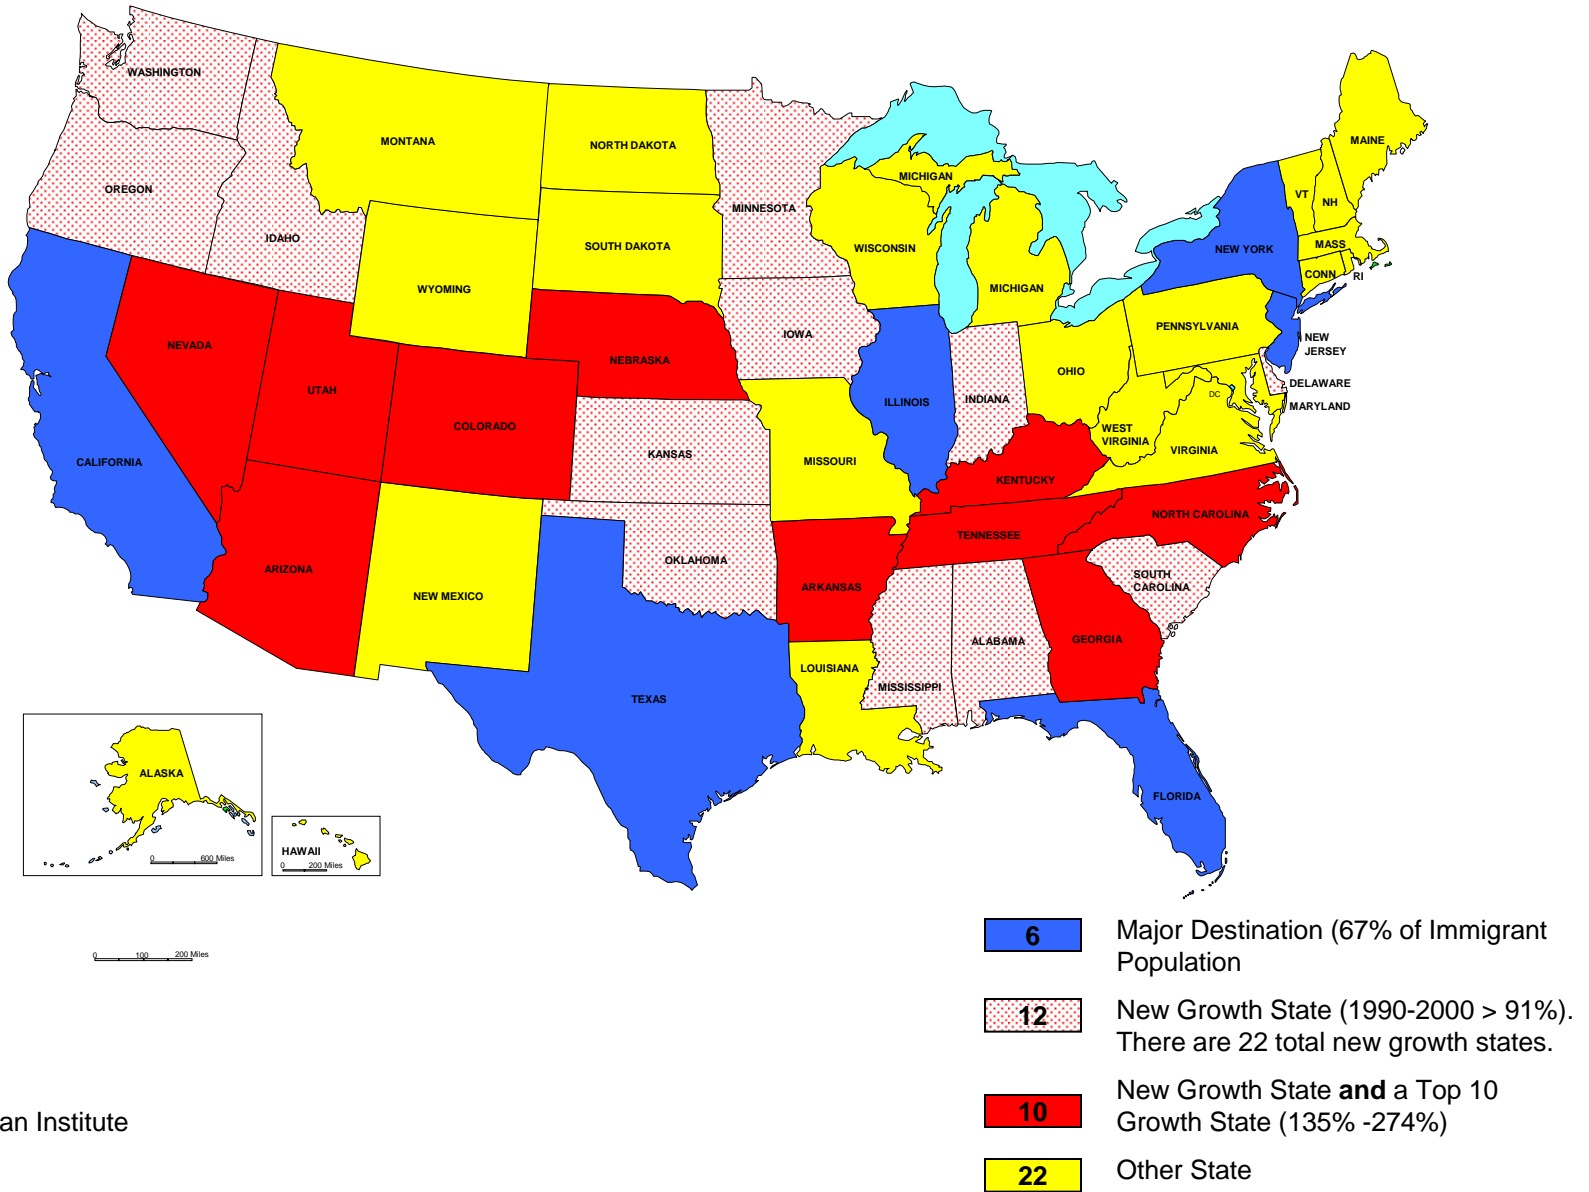 WASHINGTON
OREGON
IDAHO
MONTANA
NORTH DAKOTA
SOUTH DAKOTA
WYOMING
MINNESOTA
WISCONSIN
MICHIGAN
MICHIGAN
IOWA
NEBRASKA
NEVADA
UTAH
COLORADO
CALIFORNIA
ARIZONA
NEW MEXICO
KANSAS
OKLAHOMA
TEXAS
MISSOURI
ARKANSAS
LOUISIANA
ILLINOIS
INDIANA
OHIO
KENTUCKY
TENNESSEE
MISSISSIPPI
ALABAMA
GEORGIA
FLORIDA
SOUTH
CAROLINA
NORTH CAROLINA
VIRGINIA
WEST
VIRGINIA
DC
PENNSYLVANIA
NEW YORK
VT
NH
MAINE
MASS
CONN
RI
NEW
JERSEY
DELAWARE
MARYLAND
ALASKA
0 600 Miles
HAWAII
0 200 Miles
0 100 200 Miles
6 Major Destination (67% of Immigrant
Population
12 New Growth State (1990-2000 > 91%).
There are 22 total new growth states.
10 New Growth State and a Top 10
Growth State (135% -274%)
22 Other State
an Institute